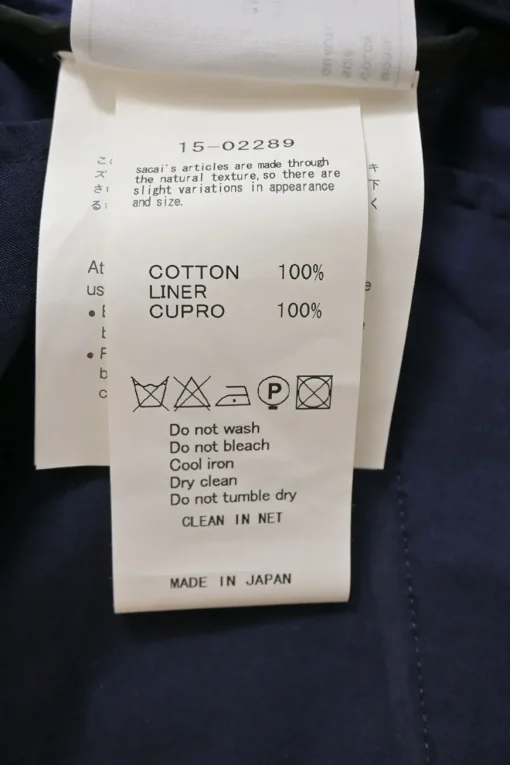 15-02289
sacai's articles are made through
the natural texture, so there are
slight variations in appearance
and size.
COTTON 100%
LINER
CUPRO 100%
P
Do not wash
Do not bleach
Cool iron
Dry clean
Do not tumble dry
CLEAN IN NET
MADE IN JAPAN
At
us